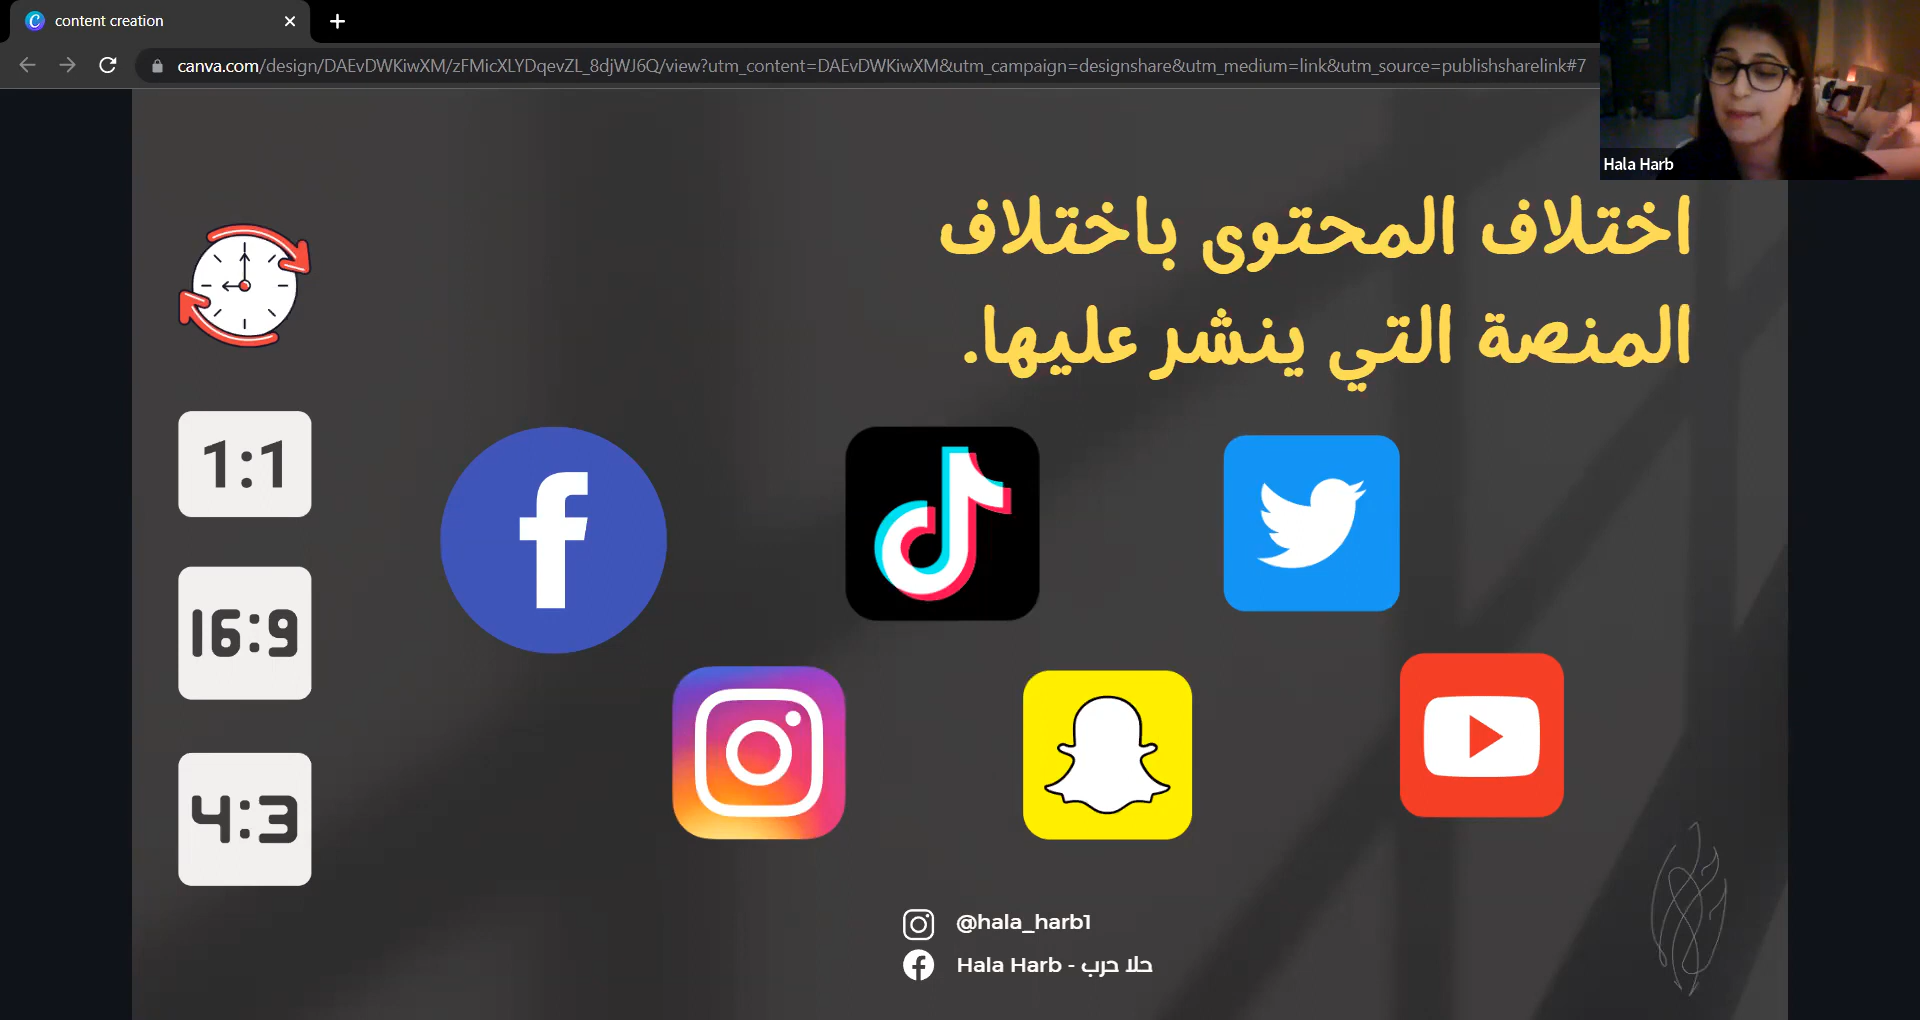 content creation
canva.com/design/DAEvDWKiwXM/zFMicXLYDqevZL_8djWJ6Q/view?utm_content=DAEvDWKiwXM&utm_campaign=designshare&utm_medium=link&utm_source=publishsharelink#7
Hala Harb
اختلاف المحتوى باختلاف
المنصة التي ينشر عليها.
1:1
16:9
4:3
@hala_harb1
Hala Harb - حلا حرب